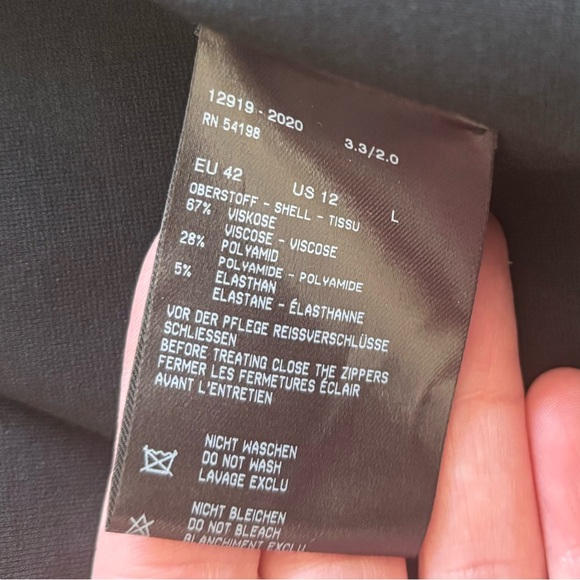 12919 - 2020
RN 54198 3.3/2.0
EU 42 US 12 L
OBERSTOFF - SHELL - TISSU
67% VISKOSE
VISCOSE - VISCOSE
28% POLYAMID
POLYAMIDE - POLYAMIDE
5% ELASTHAN
ELASTANE - ÉLASTHANNE
VOR DER PFLEGE REISSVERSCHLÜSSE
SCHLIESSEN
BEFORE TREATING CLOSE THE ZIPPERS
FERMER LES FERMETURES ÉCLAIR
AVANT L'ENTRETIEN
NICHT WASCHEN
DO NOT WASH
LAVAGE EXCLU
NICHT BLEICHEN
DO NOT BLEACH
BLANCHIMENT EXCLU